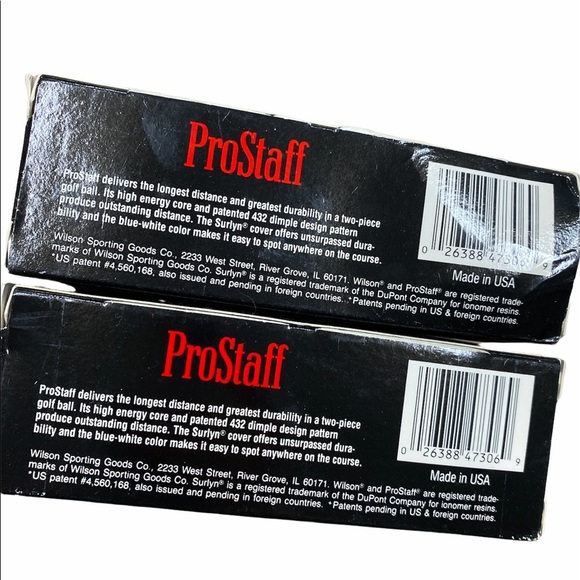 ProStaff
ProStaff delivers the longest distance and greatest durability in a two-piece
golf ball. Its high energy core and patented 432 dimple design pattern
produce outstanding distance. The Surlyn® cover offers unsurpassed dura-
bility and the blue-white color makes it easy to spot anywhere on the course.
Wilson Sporting Goods Co., 2233 West Street, River Grove, IL 60171. Wilson® and ProStaff® are registered trade-
marks of Wilson Sporting Goods Co. Surlyn® is a registered trademark of the DuPont Company for ionomer resins.
*US patent #4,560,168, also issued and pending in foreign countries. *Patents pending in US & foreign countries.
0 26388 47306 9
Made in USA
ProStaff
ProStaff delivers the longest distance and greatest durability in a two-piece
golf ball. Its high energy core and patented 432 dimple design pattern
produce outstanding distance. The Surlyn® cover offers unsurpassed dura-
bility and the blue-white color makes it easy to spot anywhere on the course.
Wilson Sporting Goods Co., 2233 West Street, River Grove, IL 60171. Wilson® and ProStaff® are registered trade-
marks of Wilson Sporting Goods Co. Surlyn® is a registered trademark of the DuPont Company for ionomer resins.
*US patent #4,560,168, also issued and pending in foreign countries. *Patents pending in US & foreign countries.
0 26388 47306 9
Made in USA